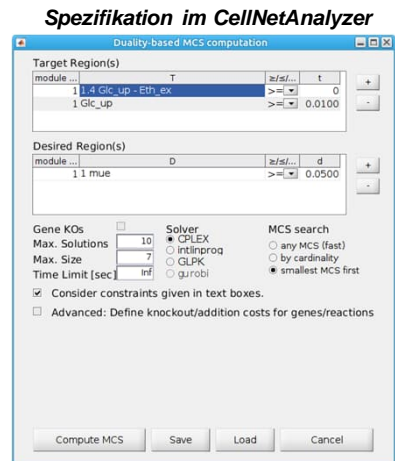 Spezifikation im CellNetAnalyzer
Duality-based MCS computation
Target Region(s)
module ... T ≥/≤/... t
1 1.4 Glc_up - Eth_ex >= 0
1 Glc_up >= 0.0100
+
-
Desired Region(s)
module ... D ≥/≤/... d
1 1 mue >= 0.0500
+
-
Gene KOs Solver MCS search
Max. Solutions 10 CPLEX any MCS (fast)
Max. Size 7 intlinprog by cardinality
Time Limit [sec] Inf GLPK smallest MCS first
gurobi
Consider constraints given in text boxes.
Advanced: Define knockout/addition costs for genes/reactions
Compute MCS Save Load Cancel